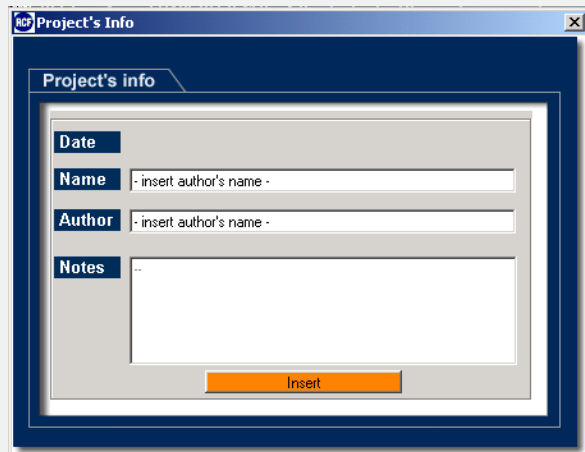 RCF Project's Info
Project's info
Date
Name - insert author's name -
Author - insert author's name -
Notes --
Insert